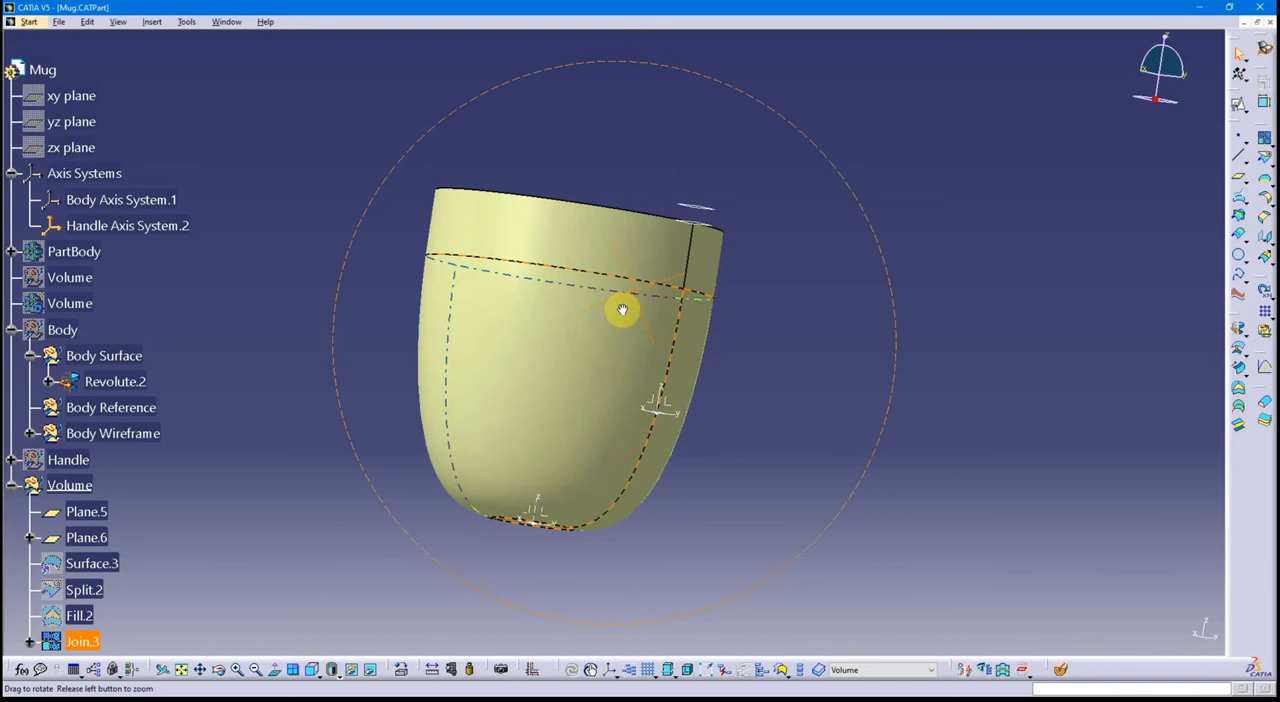 CATIA V5 - [Mug.CATPart]
Start File Edit View Insert Tools Window Help
Mug
xy plane
yz plane
zx plane
Axis Systems
Body Axis System.1
Handle Axis System.2
PartBody
Volume
Volume
Body
Body Surface
Revolute.2
Body Reference
Body Wireframe
Handle
Volume
Plane.5
Plane.6
Surface.3
Split.2
Fill.2
Join.3
Volume
Drag to rotate Release left button to zoom
CATIA